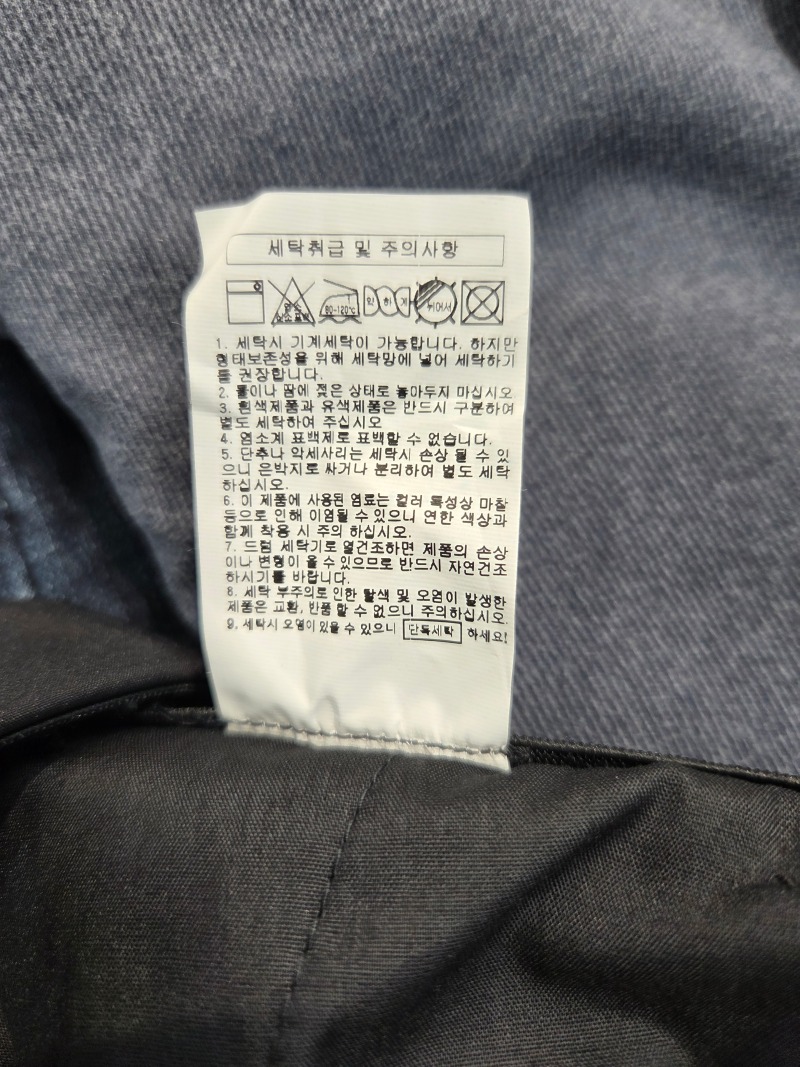 세탁취급 및 주의사항
염소
산소표백
80-120℃
약 하 게
뉘어서
1. 세탁시 기계세탁이 가능합니다. 하지만
형태보존성을 위해 세탁망에 넣어 세탁하기
를 권장합니다.
2. 물이나 땀에 젖은 상태로 놓아두지 마십시오
3. 흰색제품과 유색제품은 반드시 구분하여
별도 세탁하여 주십시오
4. 염소계 표백제로 표백할 수 없습니다.
5. 단추나 악세사리는 세탁시 손상 될 수 있
으니 은박지로 싸거나 분리하여 별도 세탁
하십시오.
6. 이 제품에 사용된 염료는 컬러 특성상 마찰
등으로 인해 이염될 수 있으니 연한 색상과
함께 착용 시 주의 하십시오.
7. 드럼 세탁기로 열건조하면 제품의 손상
이나 변형이 올 수 있으므로 반드시 자연건조
하시기를 바랍니다.
8. 세탁 부주의로 인한 탈색 및 오염이 발생한
제품은 교환, 반품 할 수 없으니 주의하십시오.
9. 세탁시 오염이 있을 수 있으니 단독세탁 하세요!